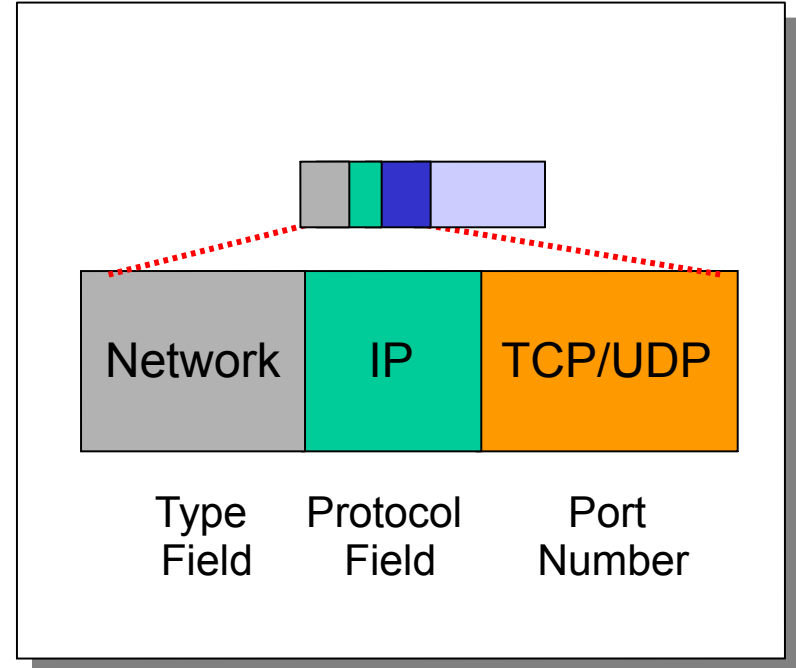 Network IP TCP/UDP
Type Protocol Port
Field Field Number